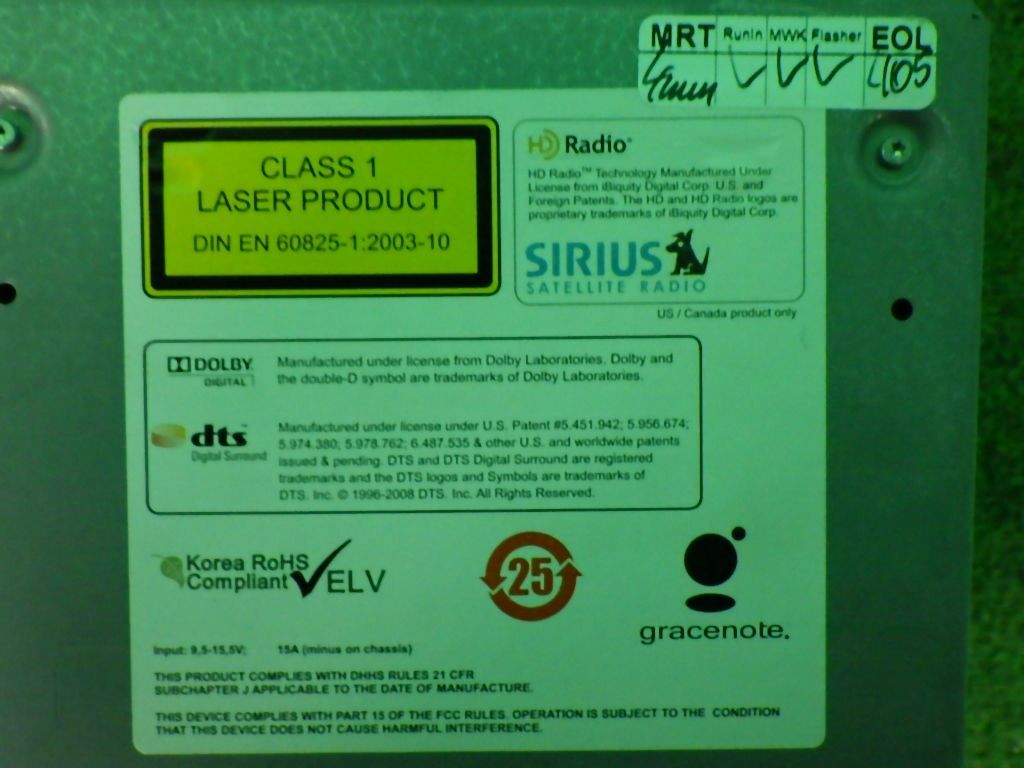 MRT Runin MWK Flasher EOL
405
CLASS 1
LASER PRODUCT
DIN EN 60825-1:2003-10
HD Radio®
HD Radio™ Technology Manufactured Under
License from iBiquity Digital Corp. U.S. and
Foreign Patents. The HD and HD Radio logos are
proprietary trademarks of iBiquity Digital Corp.
SIRIUS
SATELLITE RADIO
US / Canada product only
DOLBY
DIGITAL
Manufactured under license from Dolby Laboratories. Dolby and
the double-D symbol are trademarks of Dolby Laboratories.
dts
Digital Surround
Manufactured under license under U.S. Patent #5.451.942; 5.956.674;
5.974.380; 5.978.762; 6.487.535 & other U.S. and worldwide patents
issued & pending. DTS and DTS Digital Surround are registered
trademarks and the DTS logos and Symbols are trademarks of
DTS. Inc. © 1996-2008 DTS. Inc. All Rights Reserved.
Korea RoHS
Compliant
ELV
25
gracenote.
Input: 9,5-15,5V; 15A (minus on chassis)
THIS PRODUCT COMPLIES WITH DHHS RULES 21 CFR
SUBCHAPTER J APPLICABLE TO THE DATE OF MANUFACTURE.
THIS DEVICE COMPLIES WITH PART 15 OF THE FCC RULES. OPERATION IS SUBJECT TO THE CONDITION
THAT THIS DEVICE DOES NOT CAUSE HARMFUL INTERFERENCE.